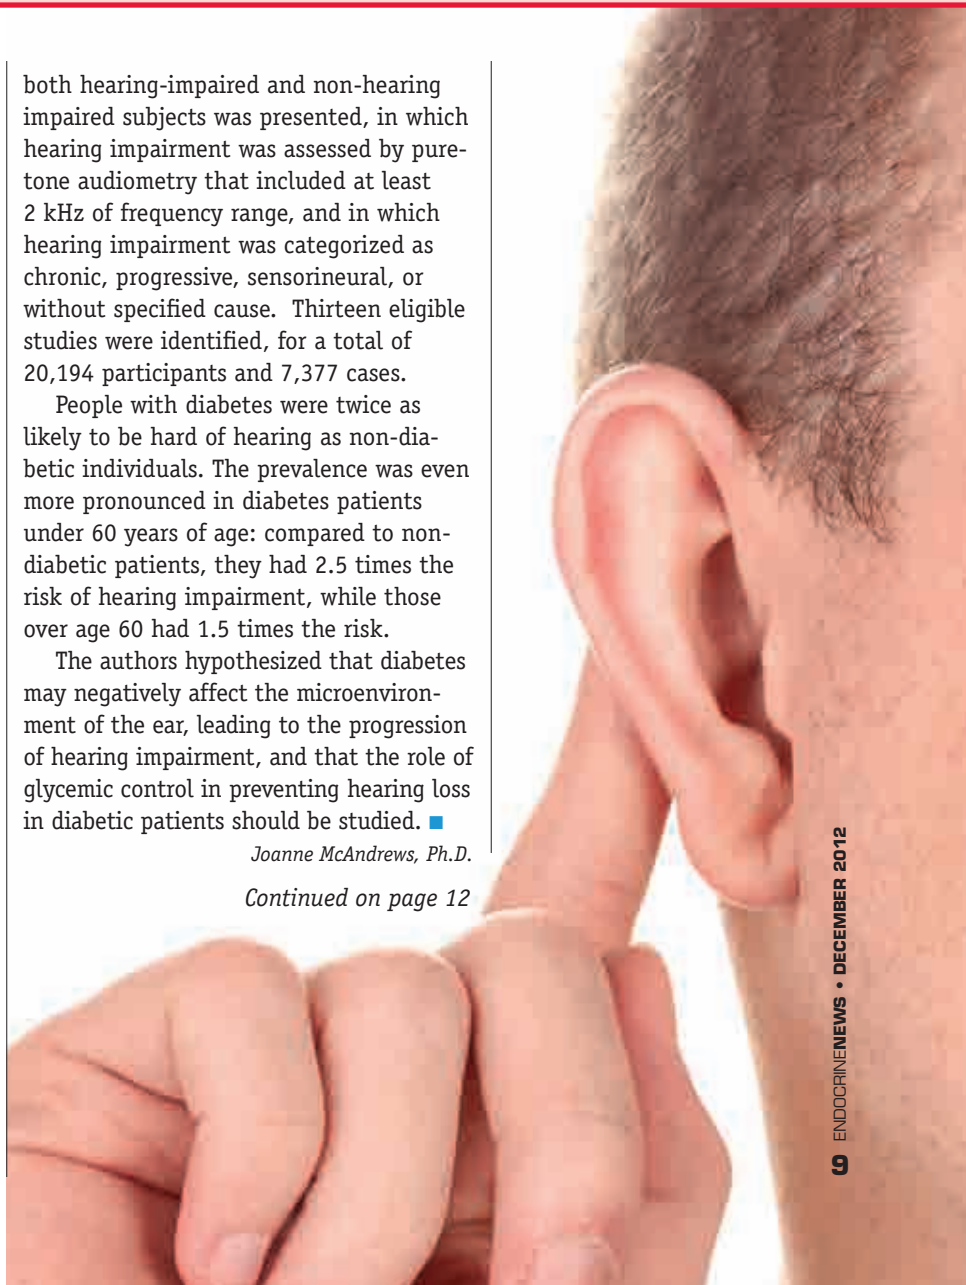 both hearing-impaired and non-hearing
impaired subjects was presented, in which
hearing impairment was assessed by pure-
tone audiometry that included at least
2 kHz of frequency range, and in which
hearing impairment was categorized as
chronic, progressive, sensorineural, or
without specified cause.  Thirteen eligible
studies were identified, for a total of
20,194 participants and 7,377 cases.
People with diabetes were twice as
likely to be hard of hearing as non-dia-
betic individuals. The prevalence was even
more pronounced in diabetes patients
under 60 years of age: compared to non-
diabetic patients, they had 2.5 times the
risk of hearing impairment, while those
over age 60 had 1.5 times the risk.
The authors hypothesized that diabetes
may negatively affect the microenviron-
ment of the ear, leading to the progression
of hearing impairment, and that the role of
glycemic control in preventing hearing loss
in diabetic patients should be studied. ■
Joanne McAndrews, Ph.D.
Continued on page 12
9 ENDOCRINENEWS • DECEMBER 2012